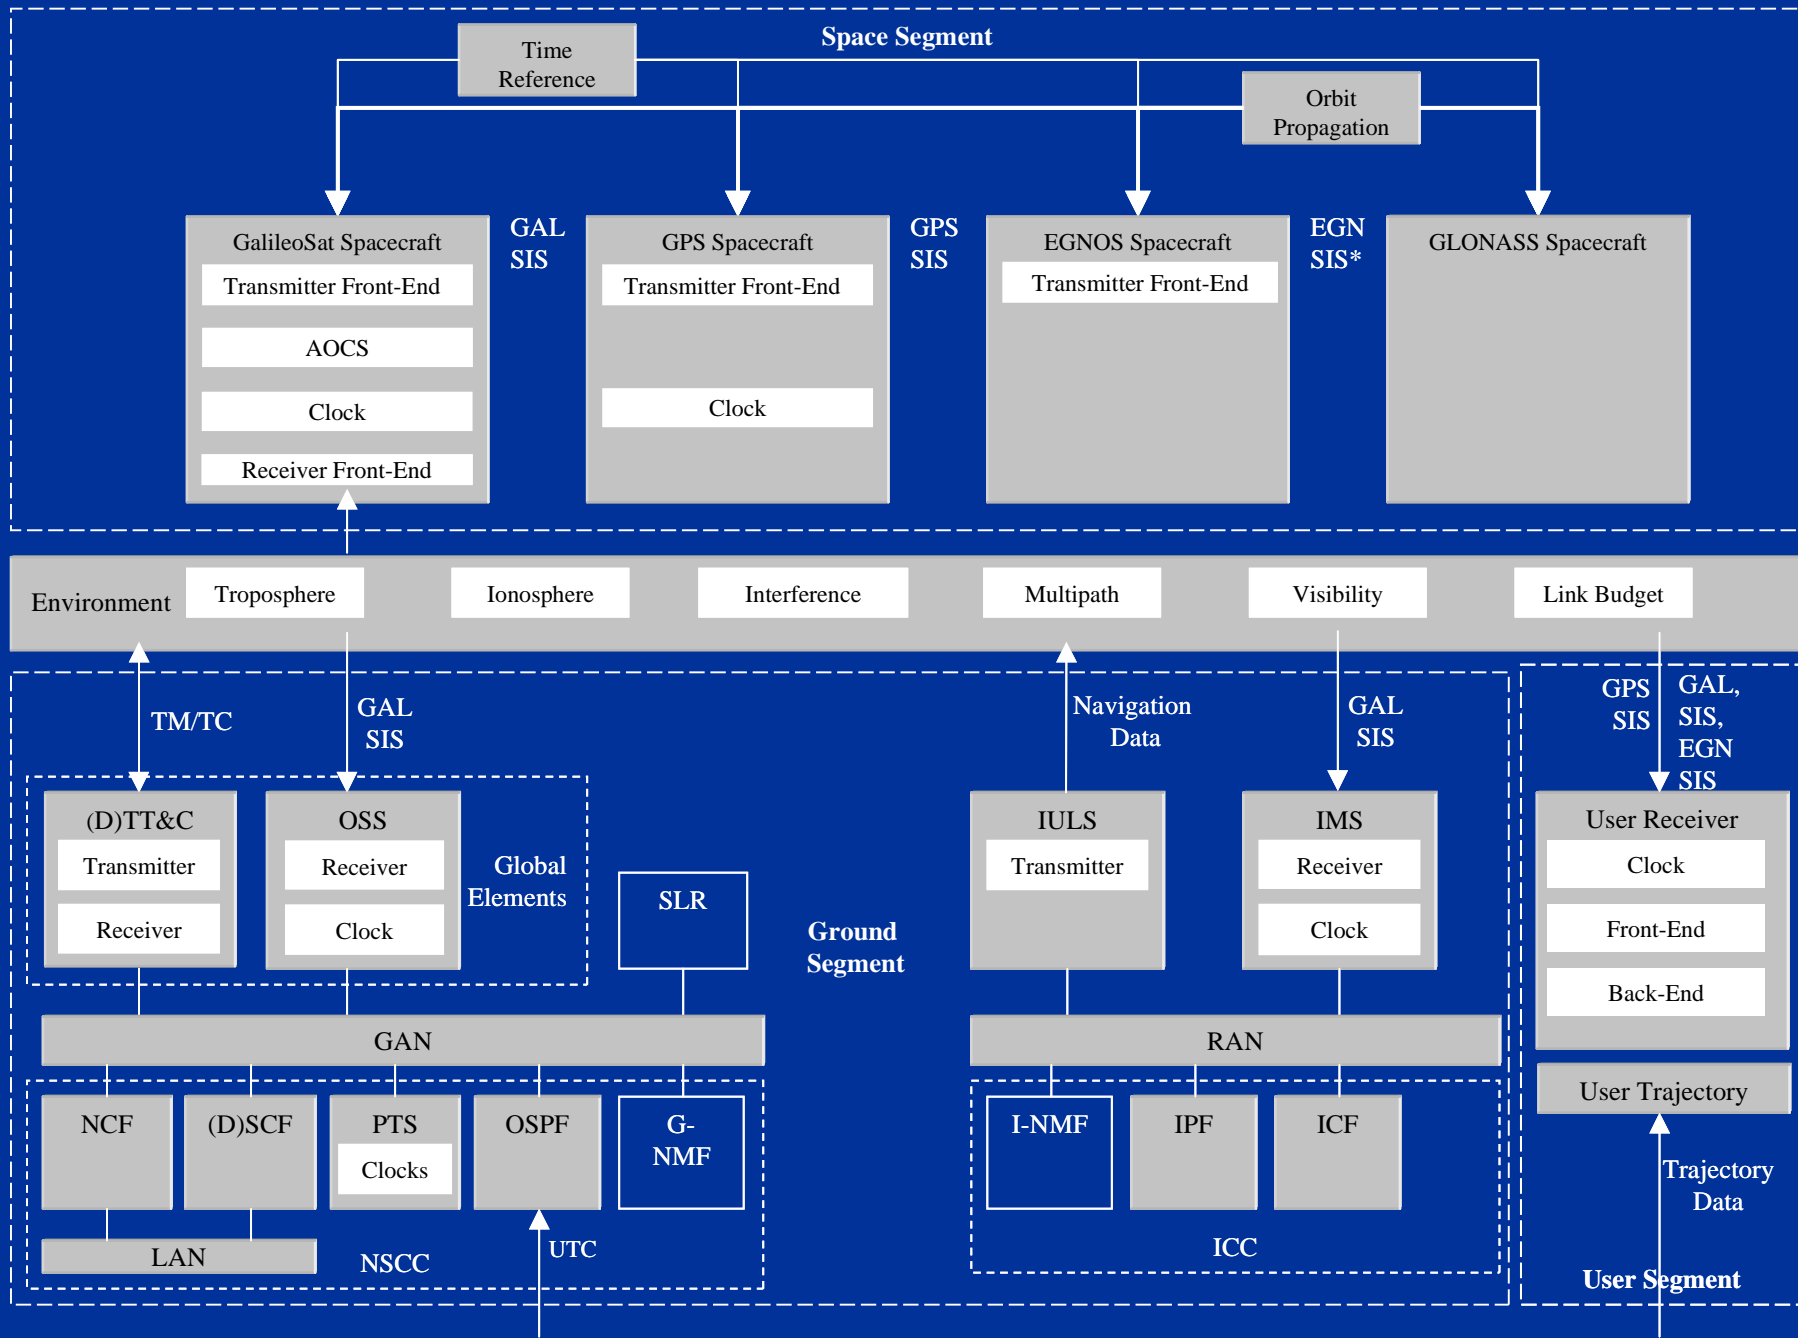 Space Segment
Time
Reference
Orbit
Propagation
GalileoSat Spacecraft
Transmitter Front-End
AOCS
Clock
Receiver Front-End
GAL
SIS
GPS Spacecraft
Transmitter Front-End
Clock
GPS
SIS
EGNOS Spacecraft
Transmitter Front-End
EGN
SIS*
GLONASS Spacecraft
Environment
Troposphere
Ionosphere
Interference
Multipath
Visibility
Link Budget
TM/TC
GAL
SIS
Navigation
Data
GAL
SIS
GPS
SIS
GAL,
SIS,
EGN
SIS
(D)TT&C
Transmitter
Receiver
OSS
Receiver
Clock
Global
Elements
SLR
Ground
Segment
IULS
Transmitter
IMS
Receiver
Clock
User Receiver
Clock
Front-End
Back-End
GAN
RAN
User Trajectory
NCF
(D)SCF
PTS
Clocks
OSPF
G-
NMF
I-NMF
IPF
ICF
Trajectory
Data
LAN
NSCC
UTC
ICC
User Segment